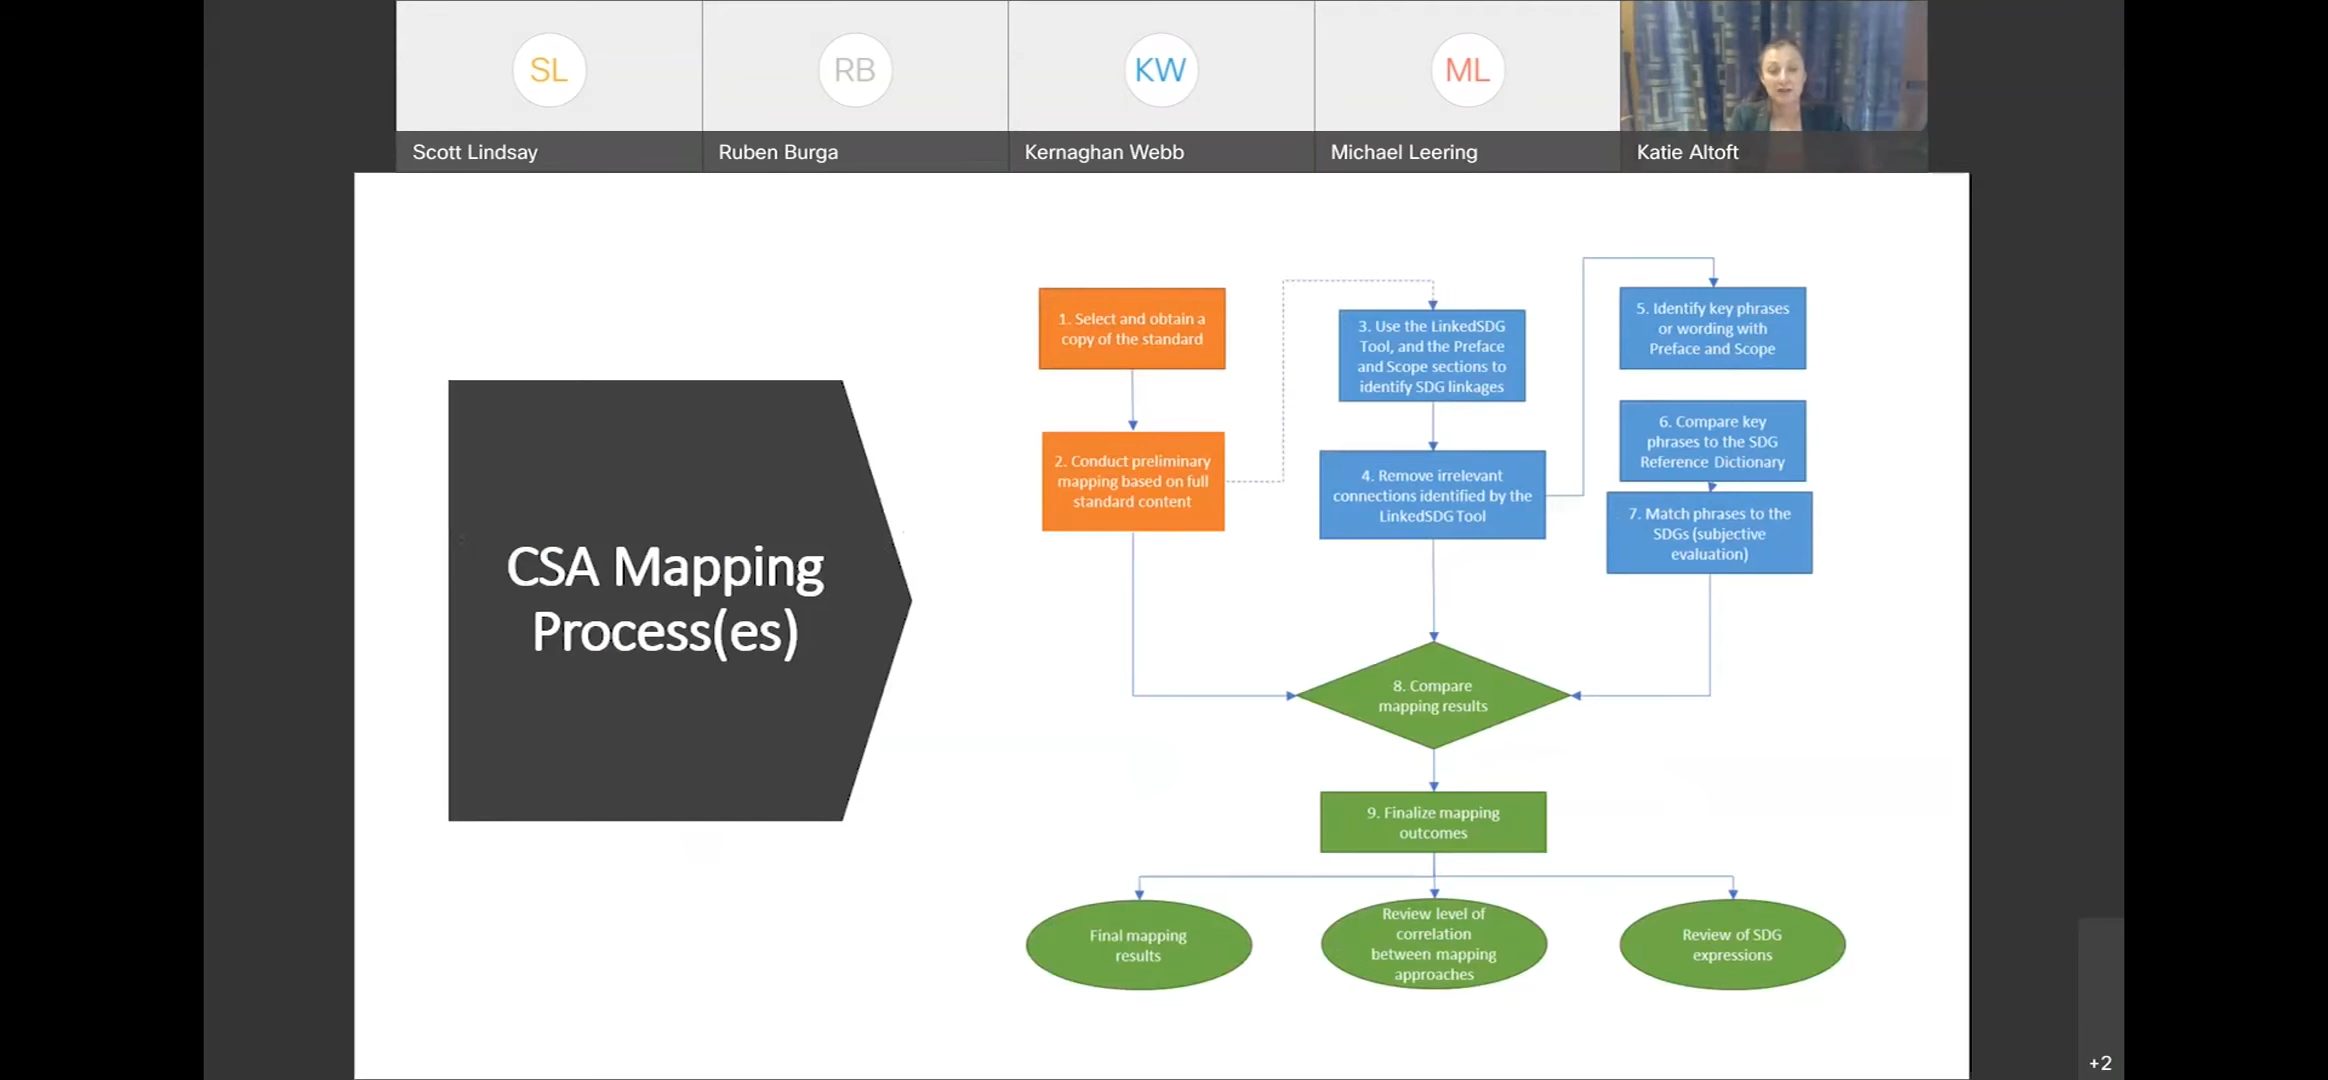 SL
RB
KW
ML
Scott Lindsay
Ruben Burga
Kernaghan Webb
Michael Leering
Katie Altoft
CSA Mapping
Process(es)
1. Select and obtain a
copy of the standard
2. Conduct preliminary
mapping based on full
standard content
3. Use the LinkedSDG
Tool, and the Preface
and Scope sections to
identify SDG linkages
4. Remove irrelevant
connections identified by the
LinkedSDG Tool
5. Identify key phrases
or wording with
Preface and Scope
6. Compare key
phrases to the SDG
Reference Dictionary
7. Match phrases to the
SDGs (subjective
evaluation)
8. Compare
mapping results
9. Finalize mapping
outcomes
Final mapping
results
Review level of
correlation
between mapping
approaches
Review of SDG
expressions
+2